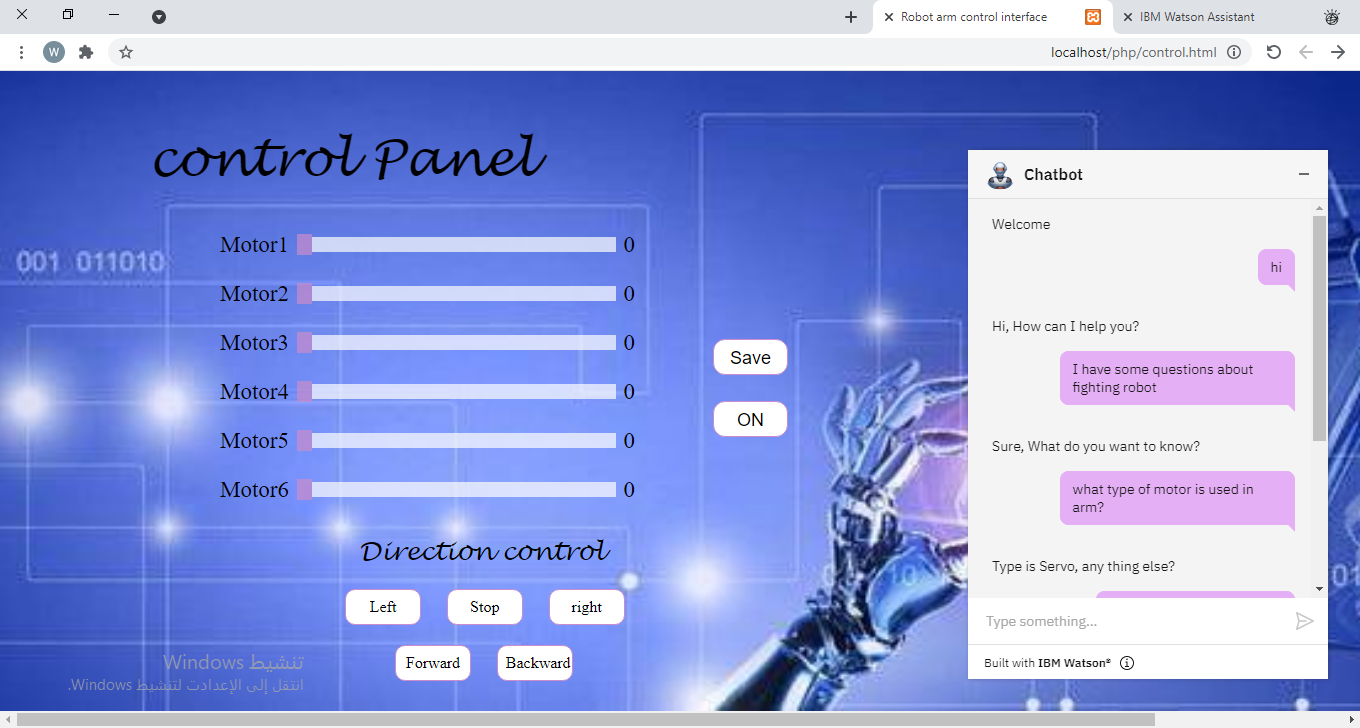 Robot arm control interface
IBM Watson Assistant
W
localhost/php/control.html
control Panel
001 011010
Motor1 0
Motor2 0
Motor3 0
Motor4 0
Motor5 0
Motor6 0
Save
ON
Direction control
Left Stop right
Forward Backward
تنشيط Windows
انتقل إلى الإعدادت لتنشيط Windows.
Chatbot
Welcome
hi
Hi, How can I help you?
I have some questions about
fighting robot
Sure, What do you want to know?
what type of motor is used in
arm?
Type is Servo, any thing else?
Type something...
Built with IBM Watson®